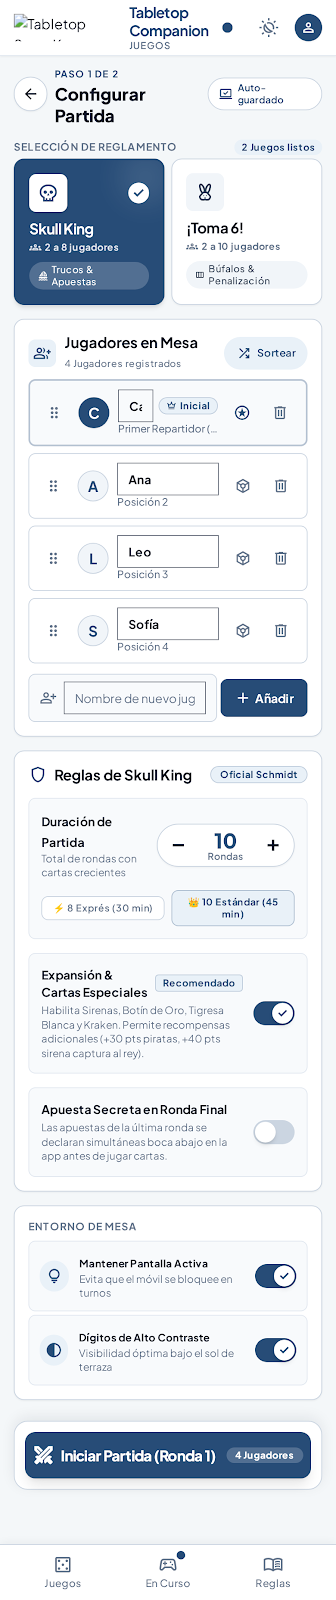 Tabletop
Tabletop
Companion
JUEGOS
PASO 1 DE 2
Configurar
Partida
Auto-
guardado
SELECCIÓN DE REGLAMENTO
2 Juegos listos
Skull King
2 a 8 jugadores
Trucos &
Apuestas
¡Toma 6!
2 a 10 jugadores
Búfalos &
Penalización
Jugadores en Mesa
4 Jugadores registrados
Sortear
C
Inicial
Primer Repartidor (...
A
Ana
Posición 2
L
Leo
Posición 3
S
Sofía
Posición 4
Nombre de nuevo jug
+ Añadir
Reglas de Skull King
Oficial Schmidt
Duración de
Partida
Total de rondas con
cartas crecientes
− 10 +
Rondas
⚡ 8 Exprés (30 min)
👑 10 Estándar (45
min)
Expansión &
Cartas Especiales
Recomendado
Habilita Sirenas, Botín de Oro, Tigresa
Blanca y Kraken. Permite recompensas
adicionales (+30 pts piratas, +40 pts
sirena captura al rey).
Apuesta Secreta en Ronda Final
Las apuestas de la última ronda se
declaran simultáneas boca abajo en la
app antes de jugar cartas.
ENTORNO DE MESA
Mantener Pantalla Activa
Evita que el móvil se bloquee en
turnos
Dígitos de Alto Contraste
Visibilidad óptima bajo el sol de
terraza
Iniciar Partida (Ronda 1)
4 Jugadores
Juegos
En Curso
Reglas